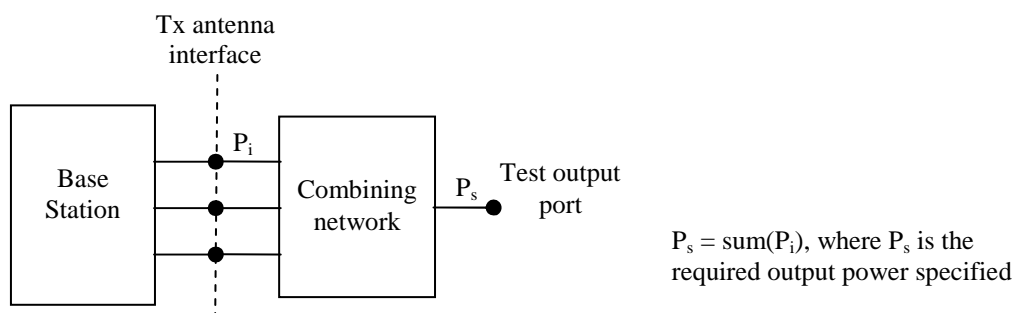 Tx antenna
interface
P_i
Base
Station
Combining
network
P_s
Test output
port
P_s = sum(P_i), where P_s is the
required output power specified